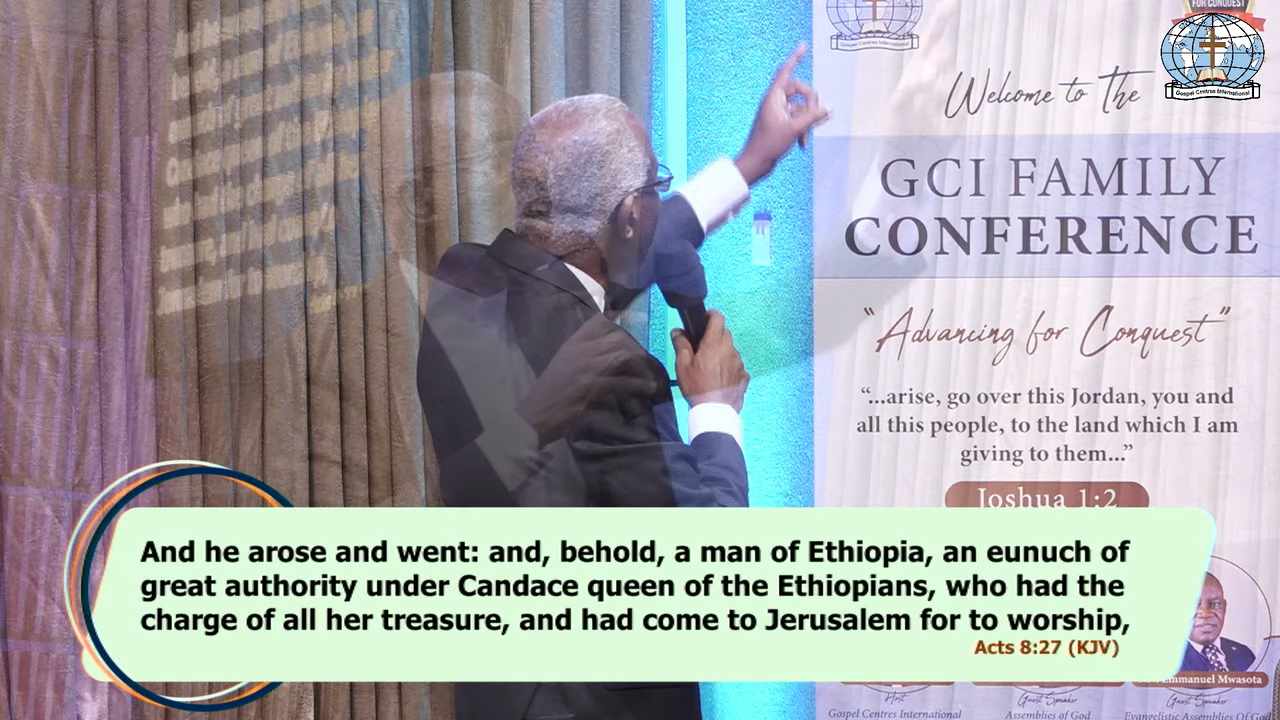 FOR CONQUEST
Gospel Centres International
Gospel Centres International
Welcome to The
GCI FAMILY
CONFERENCE
"Advancing for Conquest"
“...arise, go over this Jordan, you and
all this people, to the land which I am
giving to them...”
Joshua 1:2
And he arose and went: and, behold, a man of Ethiopia, an eunuch of
great authority under Candace queen of the Ethiopians, who had the
charge of all her treasure, and had come to Jerusalem for to worship,
Acts 8:27 (KJV)
Emmanuel Mwasota
Host
Guest Speaker
Guest Speaker
Gospel Centres International
Assemblies of God
Evangelistic Assemblies Of God